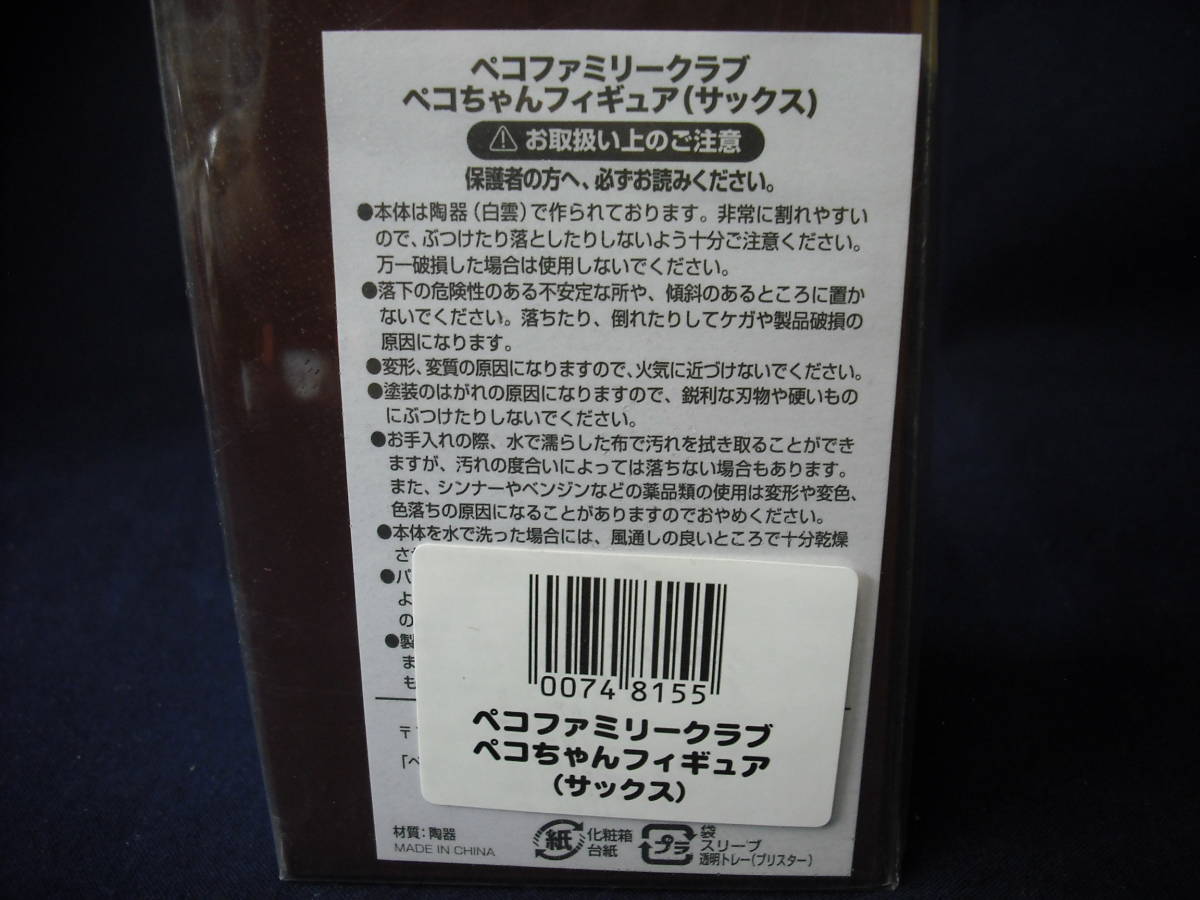 ペコファミリークラブ
ペコちゃんフィギュア(サックス)
お取扱い上のご注意
保護者の方へ、必ずお読みください。
●本体は陶器(白雲)で作られております。非常に割れやすい
ので、ぶつけたり落としたりしないよう十分ご注意ください。
万一破損した場合は使用しないでください。
●落下の危険性のある不安定な所や、傾斜のあるところに置か
ないでください。落ちたり、倒れたりしてケガや製品破損の
原因になります。
●変形、変質の原因になりますので、火気に近づけないでください。
●塗装のはがれの原因になりますので、鋭利な刃物や硬いもの
にぶつけたりしないでください。
●お手入れの際、水で濡らした布で汚れを拭き取ることができ
ますが、汚れの度合いによっては落ちない場合もあります。
また、シンナーやベンジンなどの薬品類の使用は変形や変色、
色落ちの原因になることがありますのでおやめください。
●本体を水で洗った場合には、風通しの良いところで十分乾燥
さ
●パ
よ
の
●製
ま
も
〒
「ペ
0074 8155
ペコファミリークラブ
ペコちゃんフィギュア
(サックス)
材質:陶器
MADE IN CHINA
紙
化粧箱
台紙
プラ
袋
スリーブ
透明トレー(ブリスター)